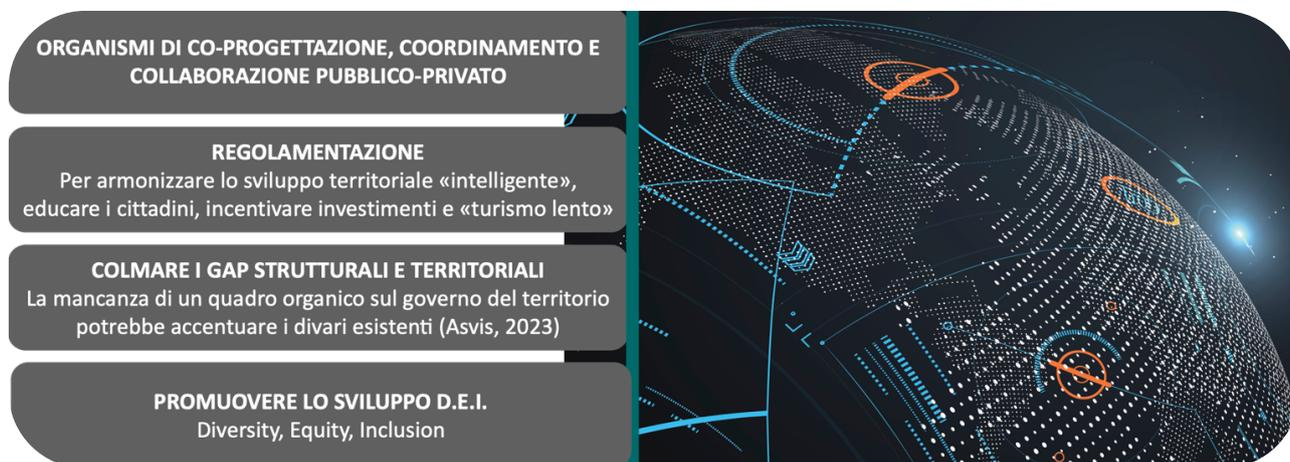 ORGANISMI DI CO-PROGETTAZIONE, COORDINAMENTO E
COLLABORAZIONE PUBBLICO-PRIVATO
REGOLAMENTAZIONE
Per armonizzare lo sviluppo territoriale «intelligente»,
educare i cittadini, incentivare investimenti e «turismo lento»
COLMARE I GAP STRUTTURALI E TERRITORIALI
La mancanza di un quadro organico sul governo del territorio
potrebbe accentuare i divari esistenti (Asvis, 2023)
PROMUOVERE LO SVILUPPO D.E.I.
Diversity, Equity, Inclusion